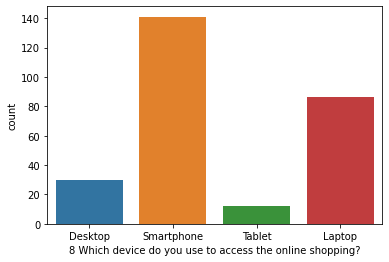 140
120
100
80
60
40
20
0
count
Desktop Smartphone Tablet Laptop
8 Which device do you use to access the online shopping?